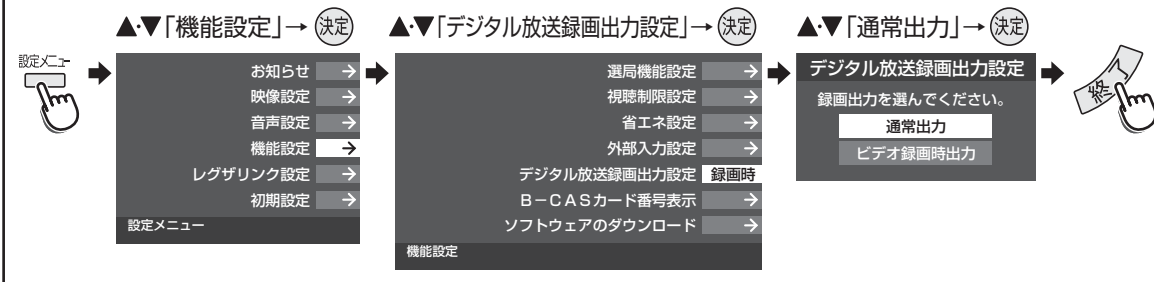 ▲・▼「機能設定」→ 決定
▲・▼「デジタル放送録画出力設定」→ 決定
▲・▼「通常出力」→ 決定
設定メニュー
お知らせ →
映像設定 →
音声設定 →
機能設定 →
レグザリンク設定 →
初期設定 →
設定メニュー
選局機能設定 →
視聴制限設定 →
省エネ設定 →
外部入力設定 →
デジタル放送録画出力設定 録画時
B-CASカード番号表示 →
ソフトウェアのダウンロード →
機能設定
デジタル放送録画出力設定
録画出力を選んでください。
通常出力
ビデオ録画時出力
終了